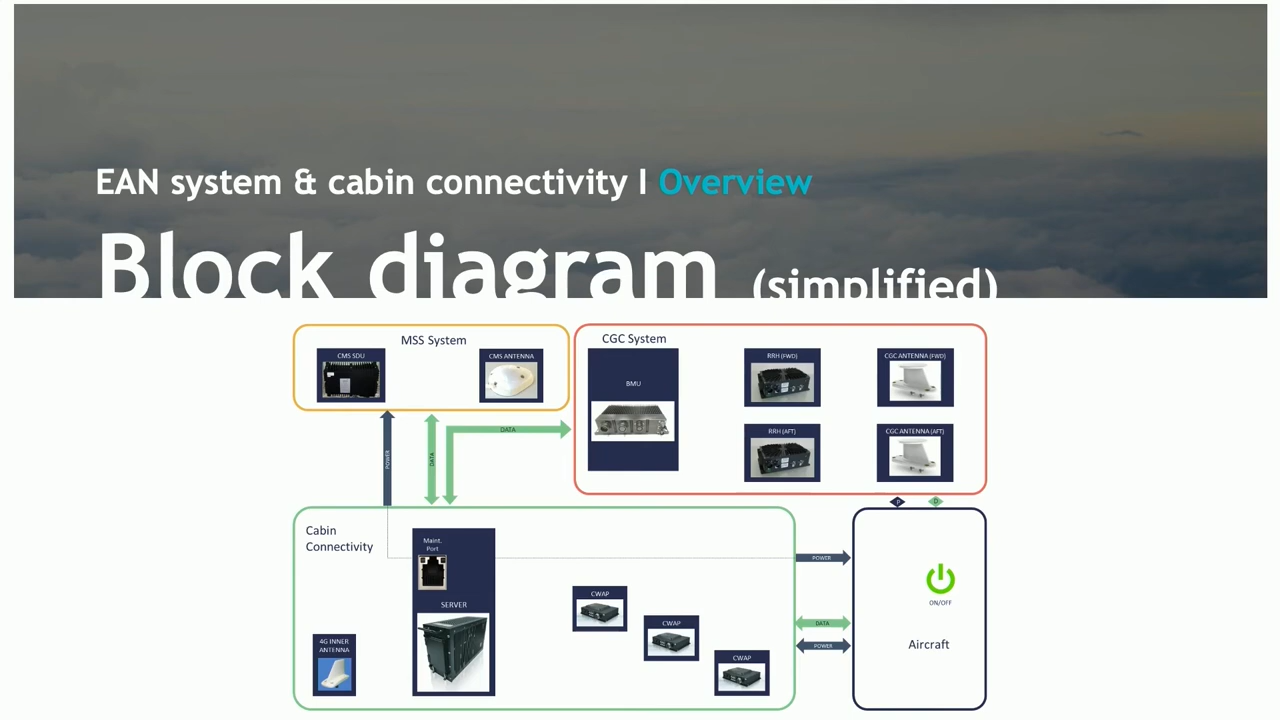 EAN system & cabin connectivity I Overview
Block diagram (simplified)
MSS System
CMS SDU
CMS ANTENNA
CGC System
BMU
RRH (FWD)
CGC ANTENNA (FWD)
RRH (AFT)
CGC ANTENNA (AFT)
POWER
DATA
DATA
P
D
Cabin
Connectivity
Maint.
Port
SERVER
4G INNER
ANTENNA
CWAP
CWAP
CWAP
POWER
DATA
POWER
ON/OFF
Aircraft